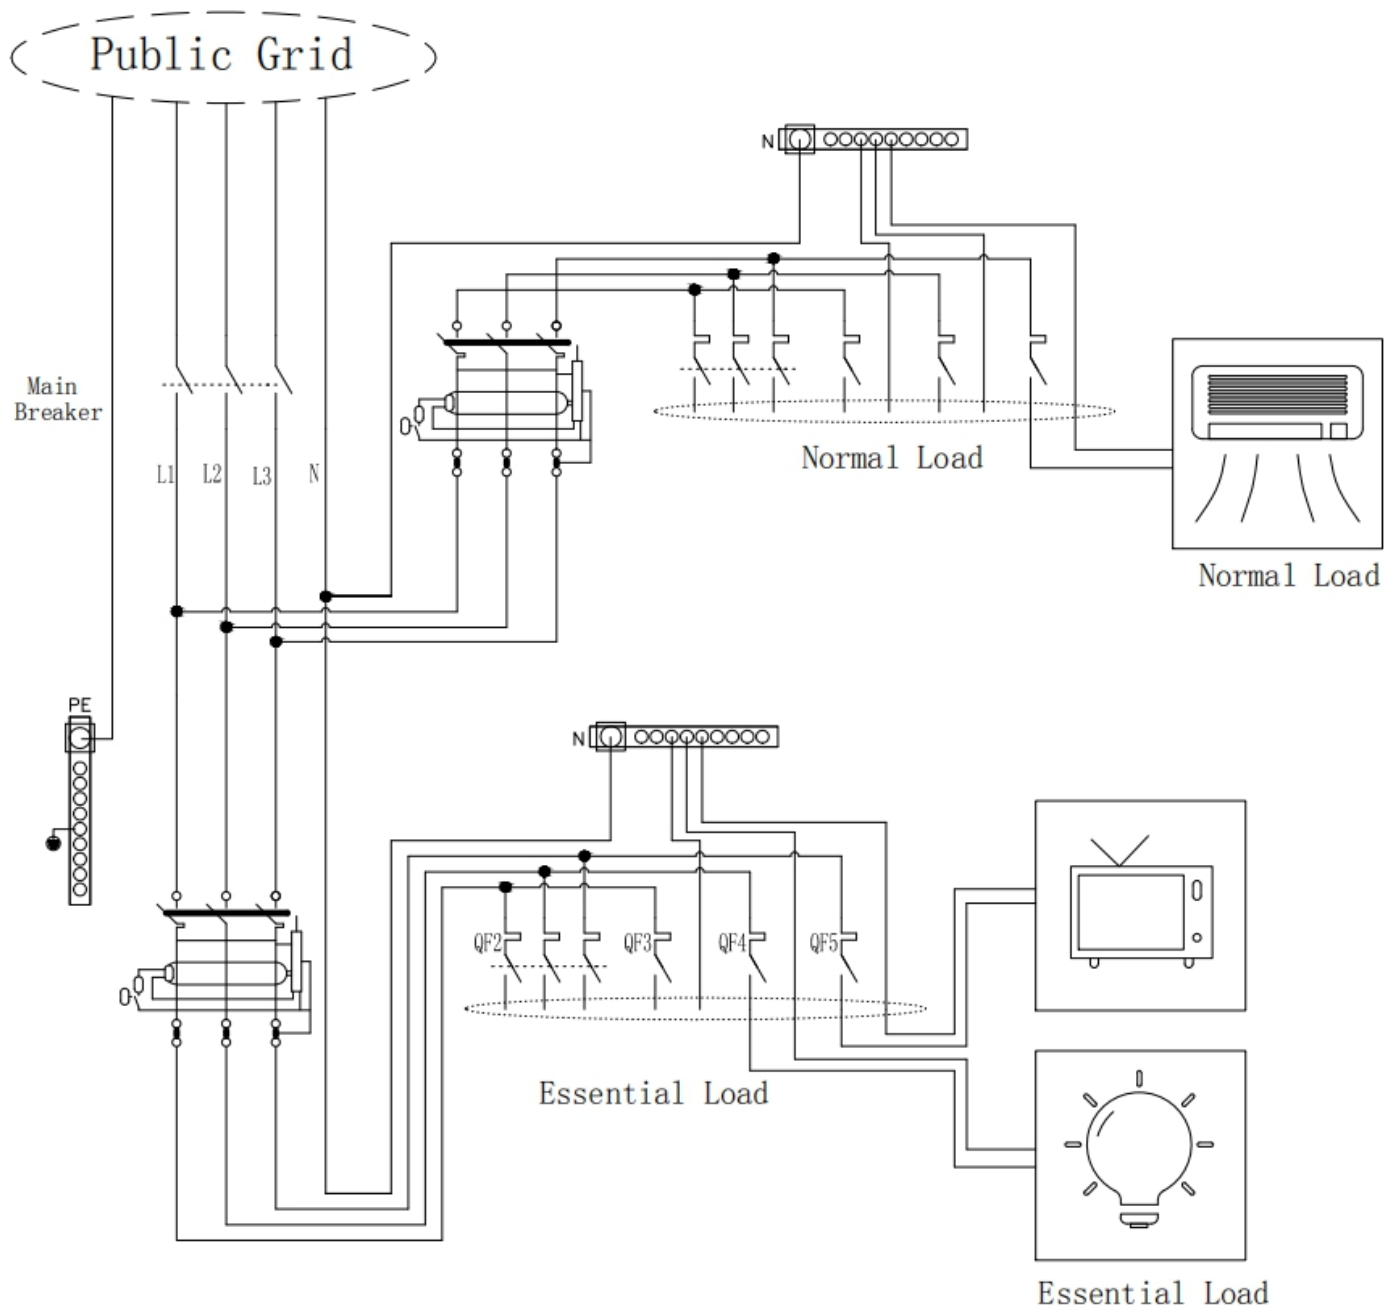 Public Grid
N
Main
Breaker
L1 L2 L3 N
Normal Load
Normal Load
PE
N
QF2 QF3 QF4 QF5
Essential Load
Essential Load